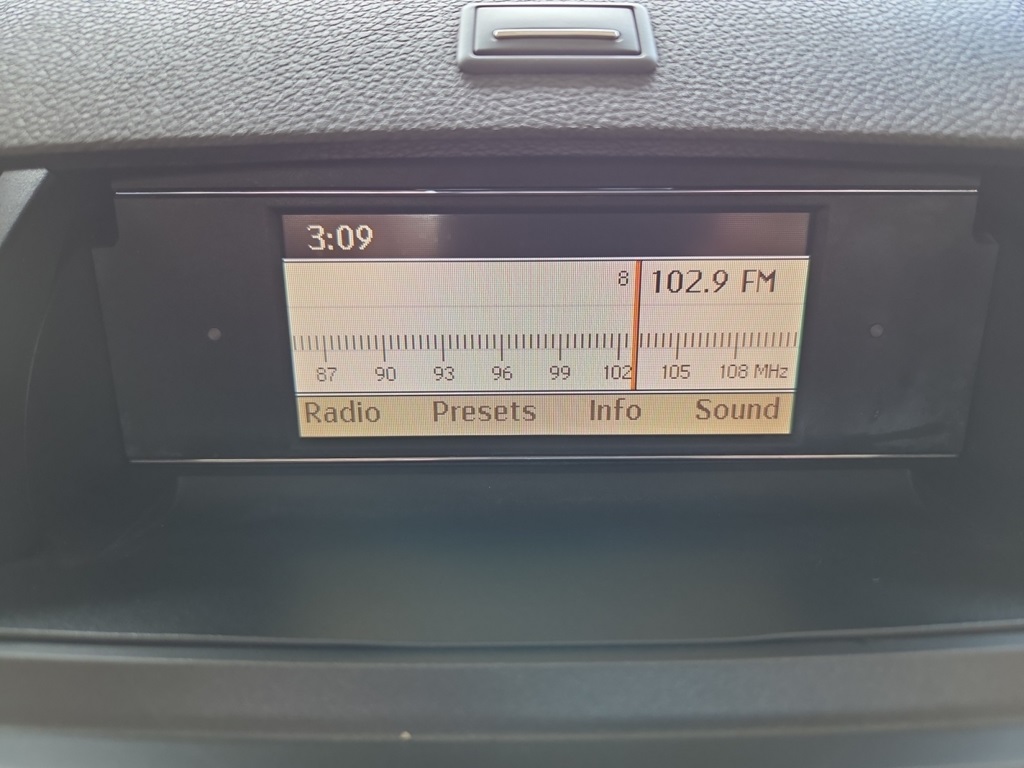 3:09
8 102.9 FM
87 90 93 96 99 102 105 108 MHz
Radio Presets Info Sound